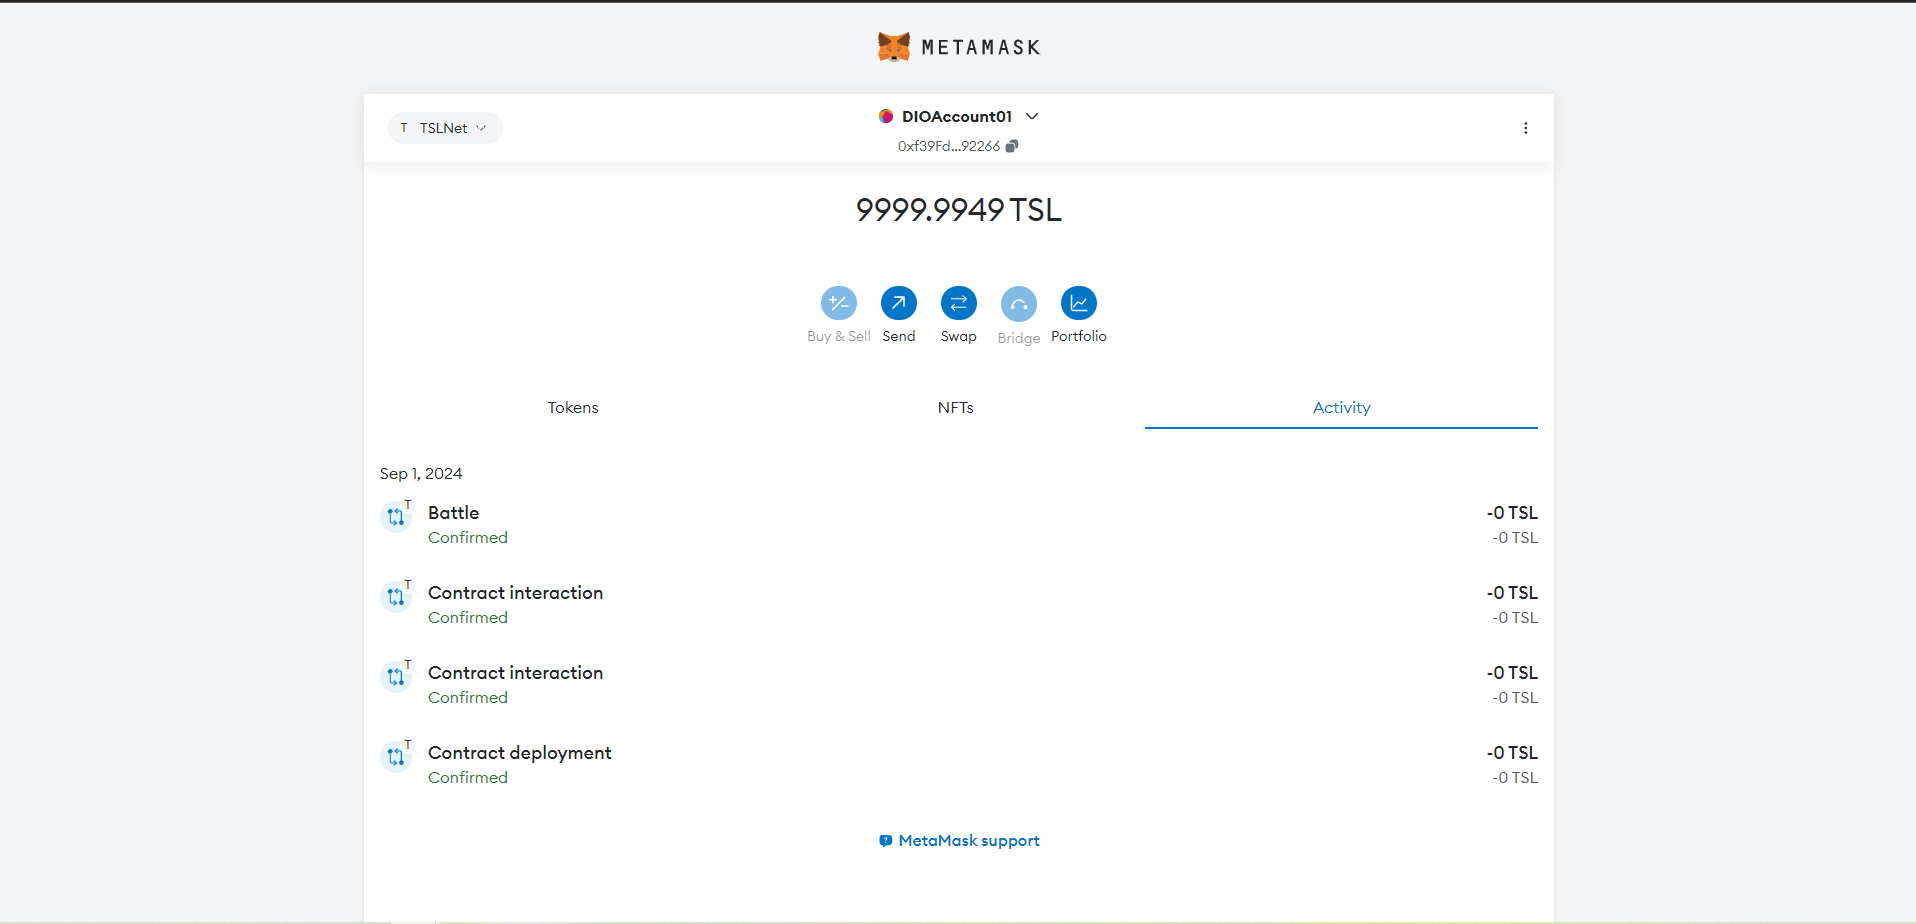 METAMASK
T TSLNet
DIOAccount01
0xf39Fd...92266
9999.9949 TSL
Buy & Sell Send Swap Bridge Portfolio
Tokens NFTs Activity
Sep 1, 2024
T
Battle -0 TSL
Confirmed -0 TSL
T
Contract interaction -0 TSL
Confirmed -0 TSL
T
Contract interaction -0 TSL
Confirmed -0 TSL
T
Contract deployment -0 TSL
Confirmed -0 TSL
MetaMask support